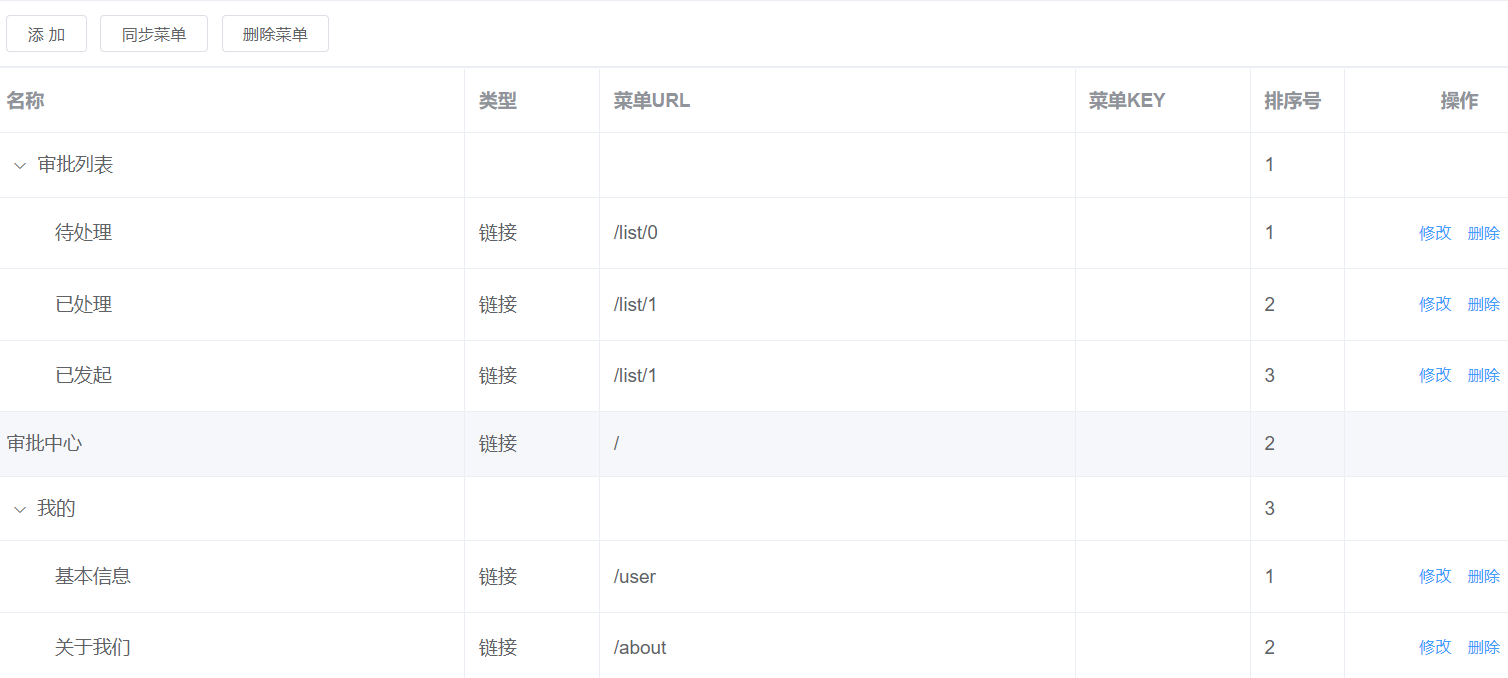 添 加 同步菜单 删除菜单
名称 类型 菜单URL 菜单KEY 排序号 操作
审批列表 1
待处理 链接 /list/0 1 修改 删除
已处理 链接 /list/1 2 修改 删除
已发起 链接 /list/1 3 修改 删除
审批中心 链接 / 2
我的 3
基本信息 链接 /user 1 修改 删除
关于我们 链接 /about 2 修改 删除